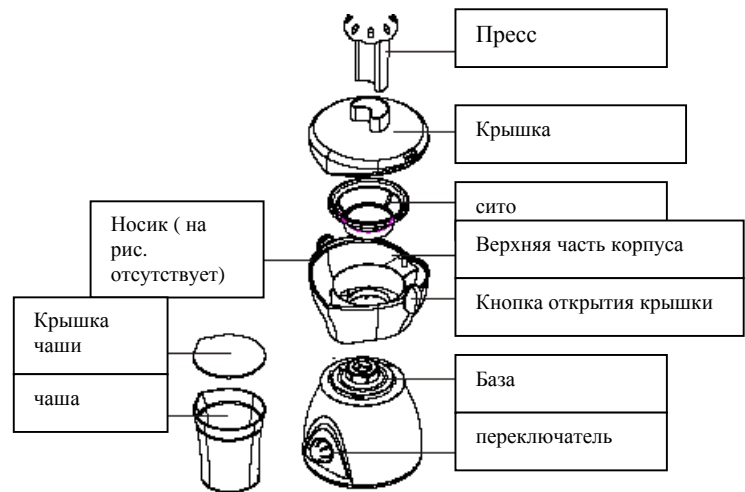 Пресс
Крышка
сито
Носик ( на
рис.
отсутствует)
Верхняя часть корпуса
Кнопка открытия крышки
Крышка
чаши
База
чаша
переключатель